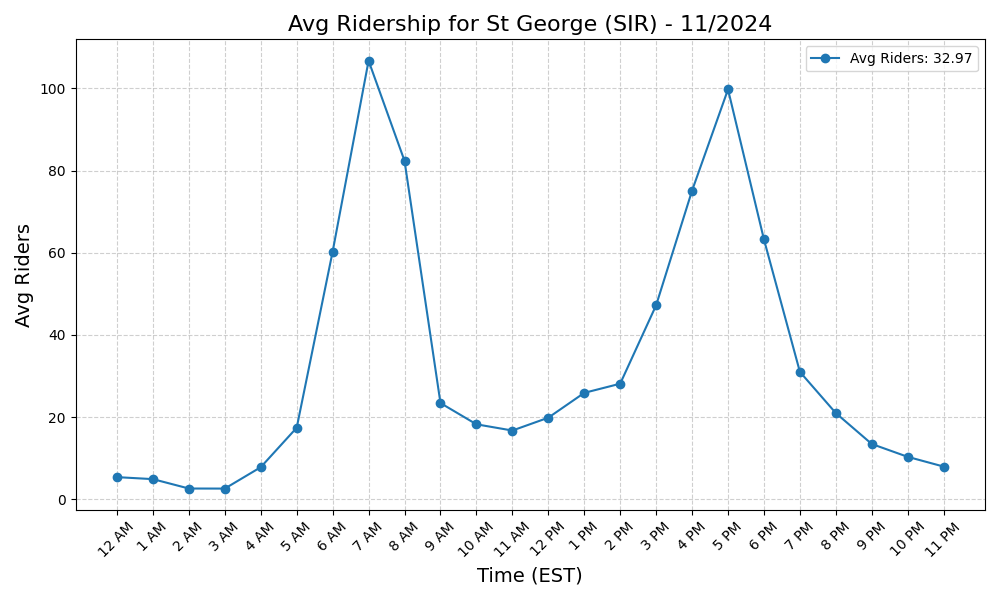 Avg Ridership for St George (SIR) - 11/2024
Avg Riders: 32.97
Avg Riders
100
80
60
40
20
0
12 AM
1 AM
2 AM
3 AM
4 AM
5 AM
6 AM
7 AM
8 AM
9 AM
10 AM
11 AM
12 PM
1 PM
2 PM
3 PM
4 PM
5 PM
6 PM
7 PM
8 PM
9 PM
10 PM
11 PM
Time (EST)